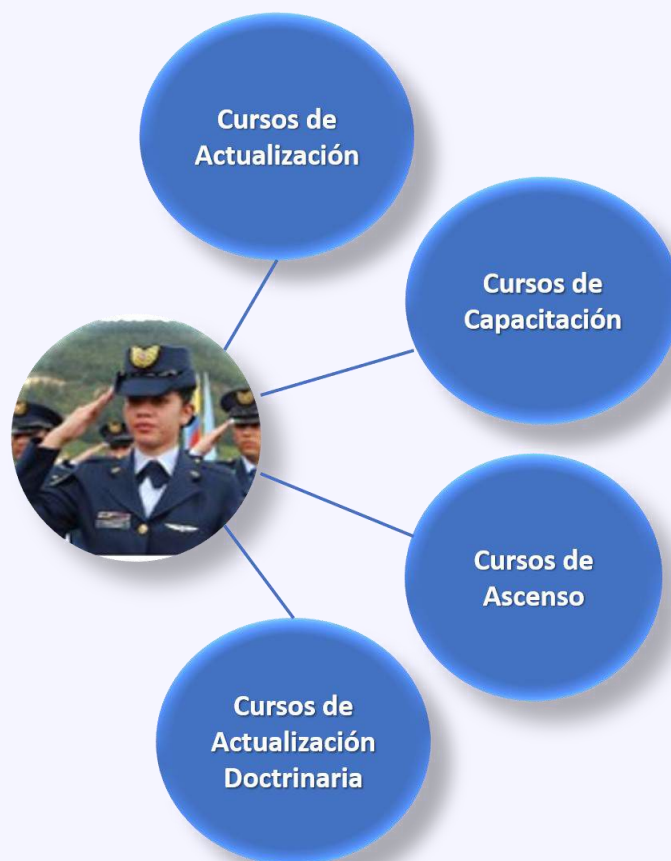 Cursos de
Actualización
Cursos de
Capacitación
Cursos de
Ascenso
Cursos de
Actualización
Doctrinaria